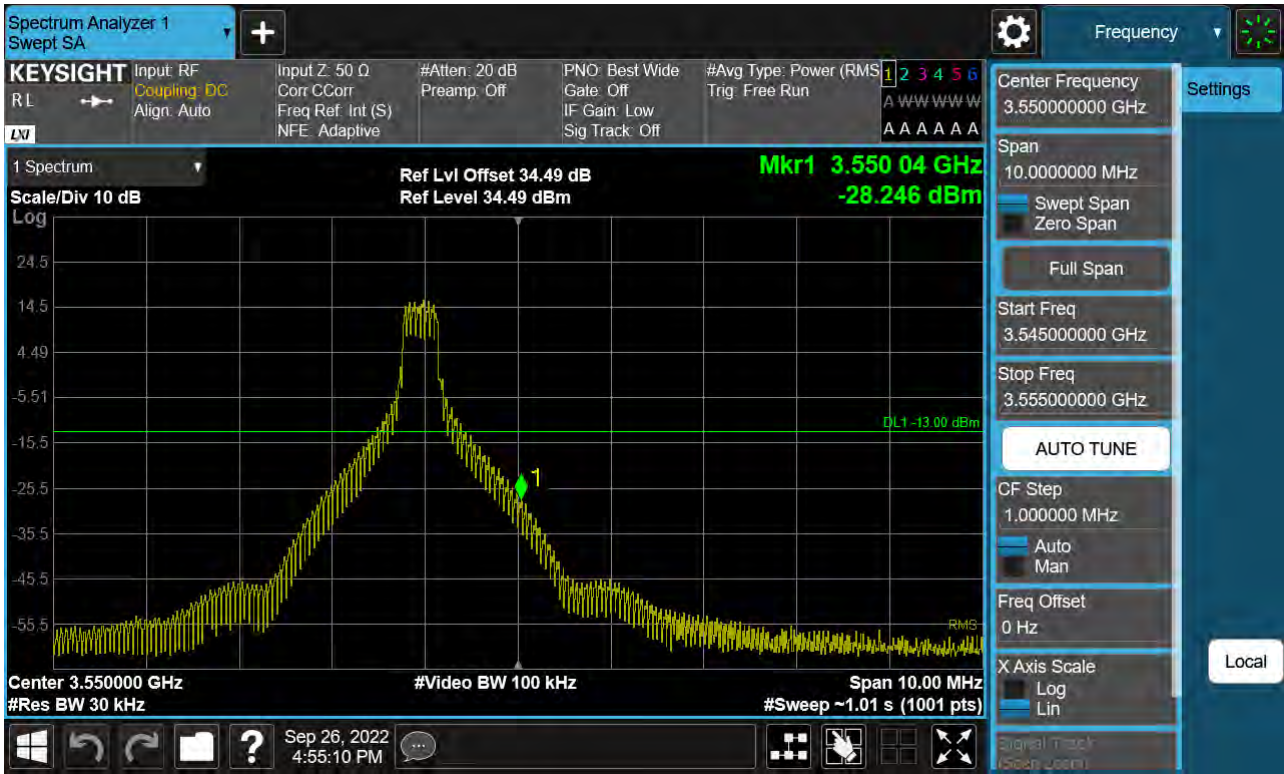 Spectrum Analyzer 1
Swept SA
+
Frequency
KEYSIGHT
RL
LXI
Input: RF
Coupling: DC
Align: Auto
Input Z: 50 Ω
Corr CCorr
Freq Ref: Int (S)
NFE: Adaptive
#Atten: 20 dB
Preamp: Off
PNO: Best Wide
Gate: Off
IF Gain: Low
Sig Track: Off
#Avg Type: Power (RMS
Trig: Free Run
1 2 3 4 5 6
A W W W W W
A A A A A A
1 Spectrum
Scale/Div 10 dB
Log
Ref Lvl Offset 34.49 dB
Ref Level 34.49 dBm
Mkr1 3.550 04 GHz
-28.246 dBm
24.5
14.5
4.49
-5.51
DL1 -13.00 dBm
-15.5
1
-25.5
-35.5
-45.5
-55.5
RMS
Center 3.550000 GHz
#Video BW 100 kHz
Span 10.00 MHz
#Res BW 30 kHz
#Sweep ~1.01 s (1001 pts)
Center Frequency
3.550000000 GHz
Settings
Span
10.0000000 MHz
Swept Span
Zero Span
Full Span
Start Freq
3.545000000 GHz
Stop Freq
3.555000000 GHz
AUTO TUNE
CF Step
1.000000 MHz
Auto
Man
Freq Offset
0 Hz
X Axis Scale
Log
Lin
Local
Signal Track
(Span Zoom)
?
Sep 26, 2022
4:55:10 PM